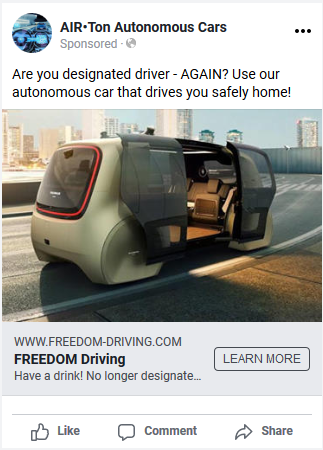 AIR•Ton Autonomous Cars
Sponsored ·
Are you designated driver - AGAIN? Use our
autonomous car that drives you safely home!
WWW.FREEDOM-DRIVING.COM
FREEDOM Driving
LEARN MORE
Have a drink! No longer designate...
Like Comment Share